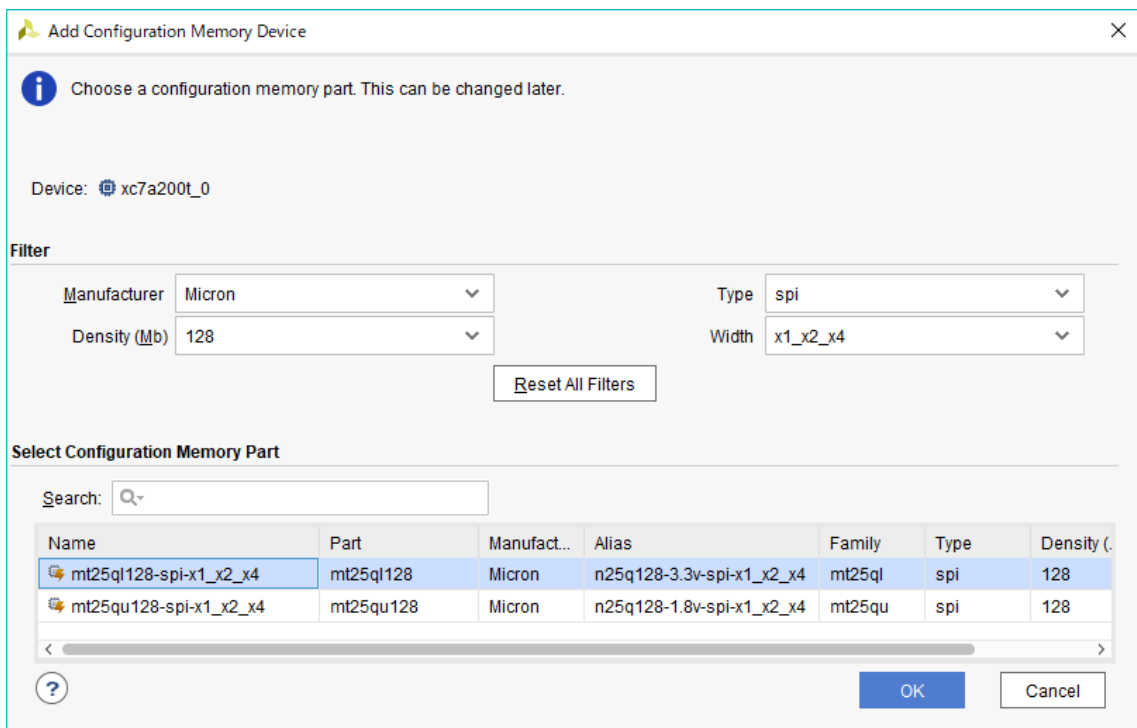 Add Configuration Memory Device
Choose a configuration memory part. This can be changed later.
Device: xc7a200t_0
Filter
Manufacturer Micron Type spi
Density (Mb) 128 Width x1_x2_x4
Reset All Filters
Select Configuration Memory Part
Search:
Name Part Manufact... Alias Family Type Density (.
mt25ql128-spi-x1_x2_x4 mt25ql128 Micron n25q128-3.3v-spi-x1_x2_x4 mt25ql spi 128
mt25qu128-spi-x1_x2_x4 mt25qu128 Micron n25q128-1.8v-spi-x1_x2_x4 mt25qu spi 128
? OK Cancel